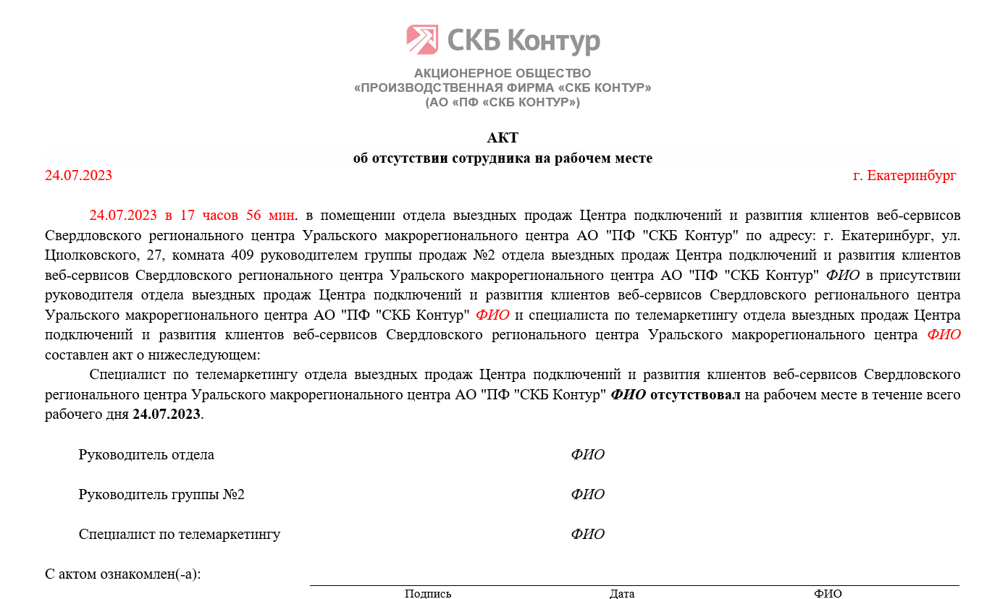 СКБ Контур
АКЦИОНЕРНОЕ ОБЩЕСТВО
«ПРОИЗВОДСТВЕННАЯ ФИРМА «СКБ КОНТУР»
(АО «ПФ «СКБ КОНТУР»)
АКТ
об отсутствии сотрудника на рабочем месте
24.07.2023 г. Екатеринбург
24.07.2023 в 17 часов 56 мин. в помещении отдела выездных продаж Центра подключений и развития клиентов веб-сервисов
Свердловского регионального центра Уральского макрорегионального центра АО "ПФ "СКБ Контур" по адресу: г. Екатеринбург, ул.
Циолковского, 27, комната 409 руководителем группы продаж №2 отдела выездных продаж Центра подключений и развития клиентов
веб-сервисов Свердловского регионального центра Уральского макрорегионального центра АО "ПФ "СКБ Контур" ФИО в присутствии
руководителя отдела выездных продаж Центра подключений и развития клиентов веб-сервисов Свердловского регионального центра
Уральского макрорегионального центра АО "ПФ "СКБ Контур" ФИО и специалиста по телемаркетингу отдела выездных продаж Центра
подключений и развития клиентов веб-сервисов Свердловского регионального центра Уральского макрорегионального центра ФИО
составлен акт о нижеследующем:
Специалист по телемаркетингу отдела выездных продаж Центра подключений и развития клиентов веб-сервисов Свердловского
регионального центра Уральского макрорегионального центра АО "ПФ "СКБ Контур" ФИО отсутствовал на рабочем месте в течение всего
рабочего дня 24.07.2023.
Руководитель отдела ФИО
Руководитель группы №2 ФИО
Специалист по телемаркетингу ФИО
С актом ознакомлен(-а):
Подпись Дата ФИО